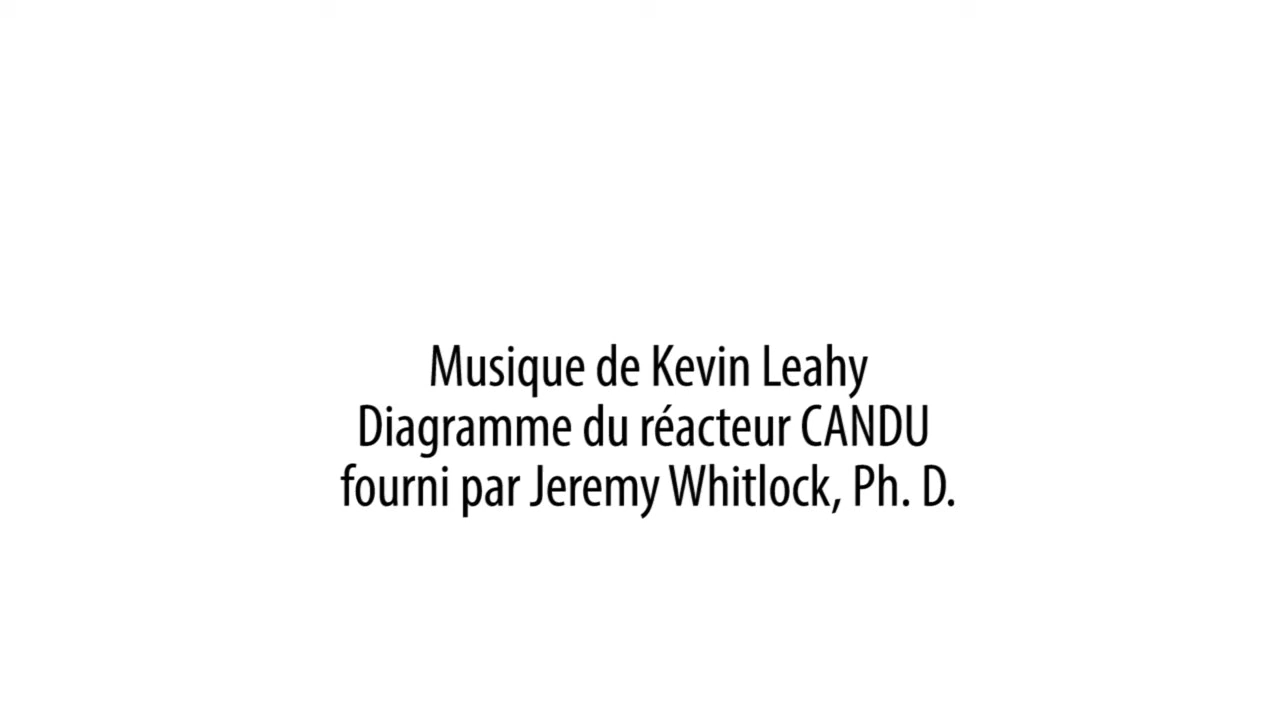 Musique de Kevin Leahy
Diagramme du réacteur CANDU
fourni par Jeremy Whitlock, Ph. D.